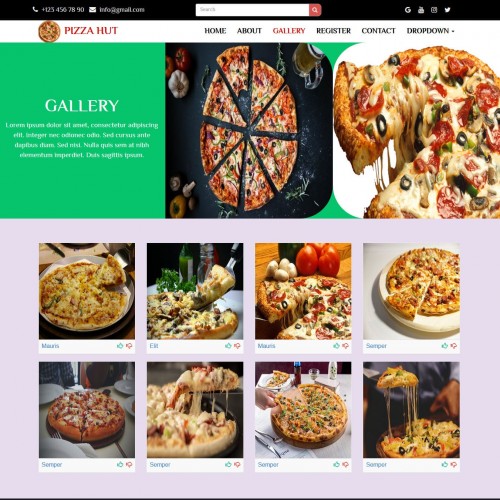 +123 456 78 90 info@gmail.com Search
PIZZA HUT HOME ABOUT GALLERY REGISTER CONTACT DROPDOWN
GALLERY
Lorem ipsum dolor sit amet, consectetur adipiscing
elit. Integer nec odionec odio. Sed cursus ante
dapibus diam. Sed nisi. Nulla quis sem at nibh
elementum imperdiet. Duis sagittis ipsum.
Mauris Elit Mauris Semper
Semper Semper Semper Semper